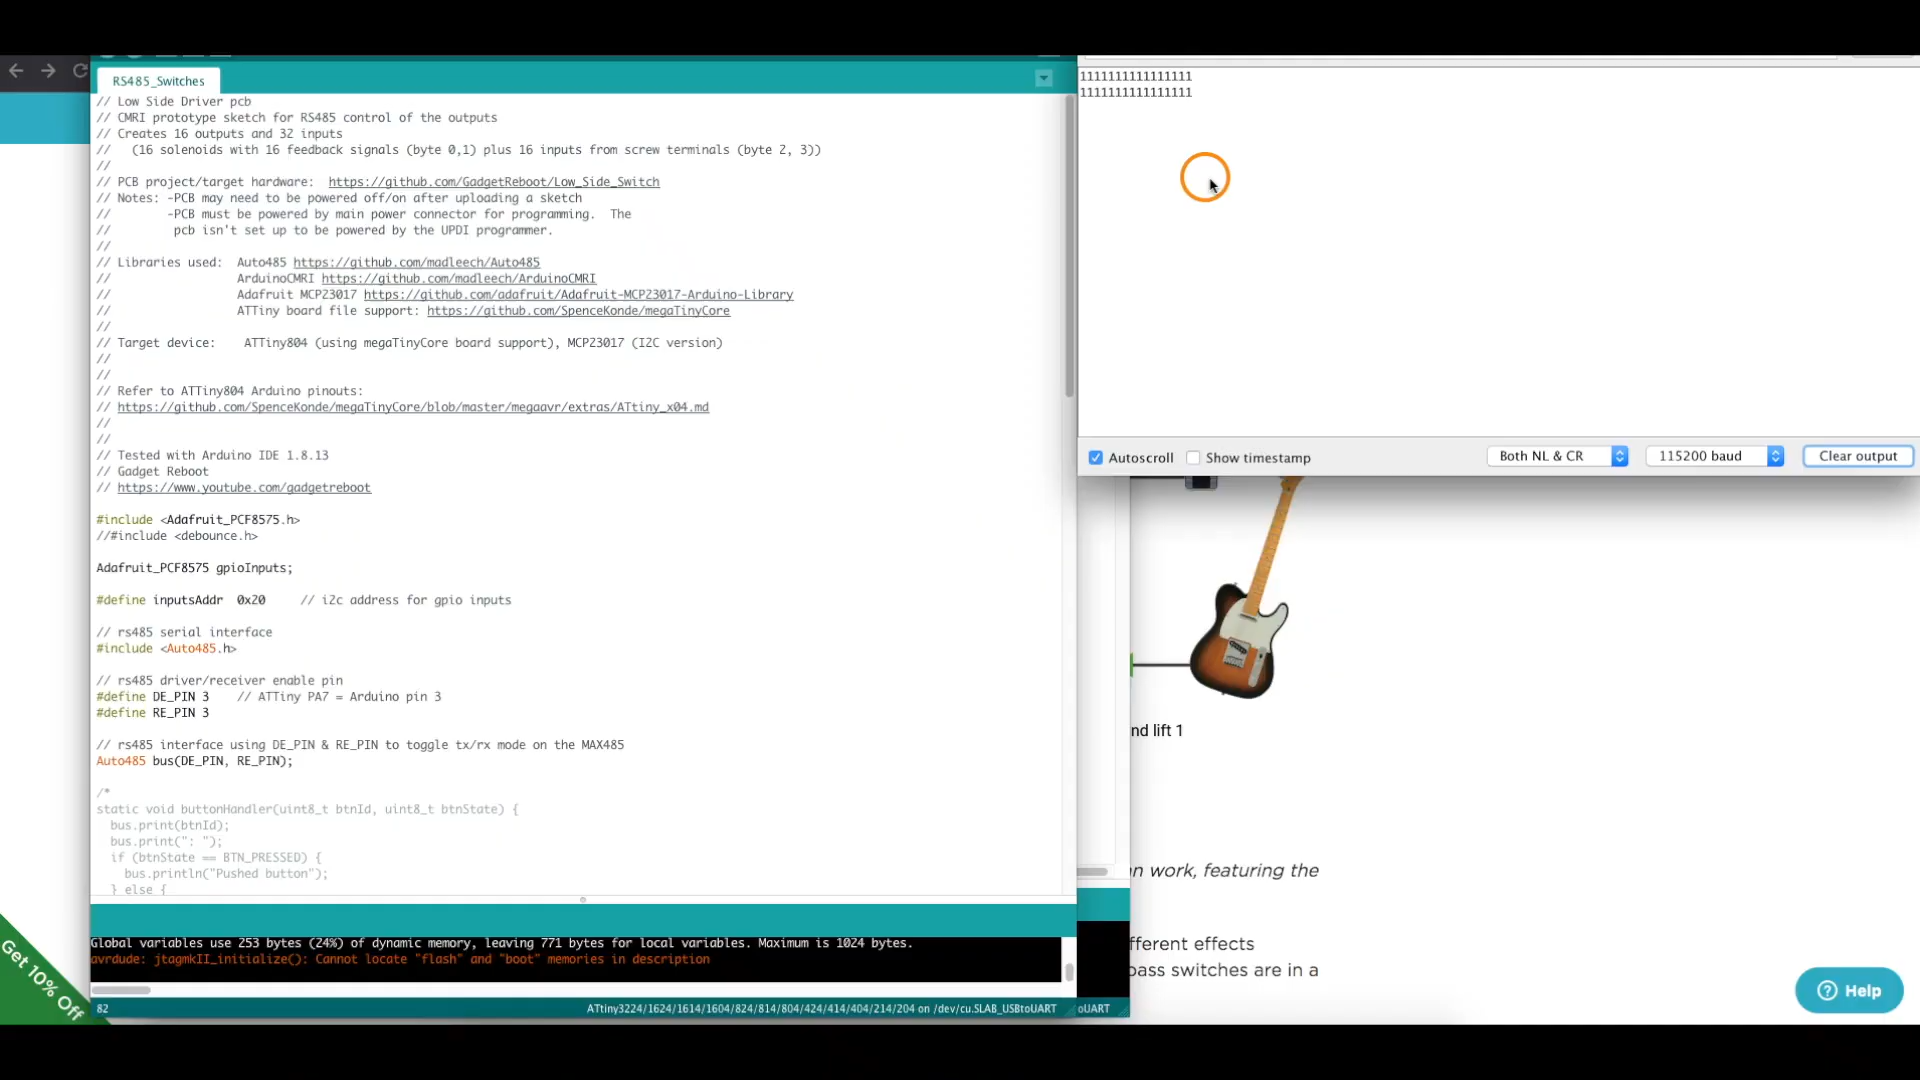 RS485_Switches
// Low Side Driver pcb
// CMRI prototype sketch for RS485 control of the outputs
// Creates 16 outputs and 32 inputs
//   (16 solenoids with 16 feedback signals (byte 0,1) plus 16 inputs from screw terminals (byte 2, 3))
//
// PCB project/target hardware:  https://github.com/GadgetReboot/Low_Side_Switch
// Notes: -PCB may need to be powered off/on after uploading a sketch
//        -PCB must be powered by main power connector for programming.  The
//         pcb isn't set up to be powered by the UPDI programmer.
//
// Libraries used:  Auto485 https://github.com/madleech/Auto485
//                  ArduinoCMRI https://github.com/madleech/ArduinoCMRI
//                  Adafruit MCP23017 https://github.com/adafruit/Adafruit-MCP23017-Arduino-Library
//                  ATTiny board file support: https://github.com/SpenceKonde/megaTinyCore
//
// Target device:    ATTiny804 (using megaTinyCore board support), MCP23017 (I2C version)
//
//
// Refer to ATTiny804 Arduino pinouts:
// https://github.com/SpenceKonde/megaTinyCore/blob/master/megaavr/extras/ATtiny_x04.md
//
//
// Tested with Arduino IDE 1.8.13
// Gadget Reboot
// https://www.youtube.com/gadgetreboot
#include <Adafruit_PCF8575.h>
//#include <debounce.h>
Adafruit_PCF8575 gpioInputs;
#define inputsAddr  0x20     // i2c address for gpio inputs
// rs485 serial interface
#include <Auto485.h>
// rs485 driver/receiver enable pin
#define DE_PIN 3    // ATTiny PA7 = Arduino pin 3
#define RE_PIN 3
// rs485 interface using DE_PIN & RE_PIN to toggle tx/rx mode on the MAX485
Auto485 bus(DE_PIN, RE_PIN);
/*
static void buttonHandler(uint8_t btnId, uint8_t btnState) {
  bus.print(btnId);
  bus.print(": ");
  if (btnState == BTN_PRESSED) {
    bus.println("Pushed button");
  } else {
Global variables use 253 bytes (24%) of dynamic memory, leaving 771 bytes for local variables. Maximum is 1024 bytes.
avrdude: jtagmkII_initialize(): Cannot locate "flash" and "boot" memories in description
82
ATtiny3224/1624/1614/1604/824/814/804/424/414/404/214/204 on /dev/cu.SLAB_USBtoUART
oUART
1111111111111111
1111111111111111
Autoscroll
Show timestamp
Both NL & CR
115200 baud
Clear output
nd lift 1
n work, featuring the
fferent effects
pass switches are in a
Get 10% Off
Help